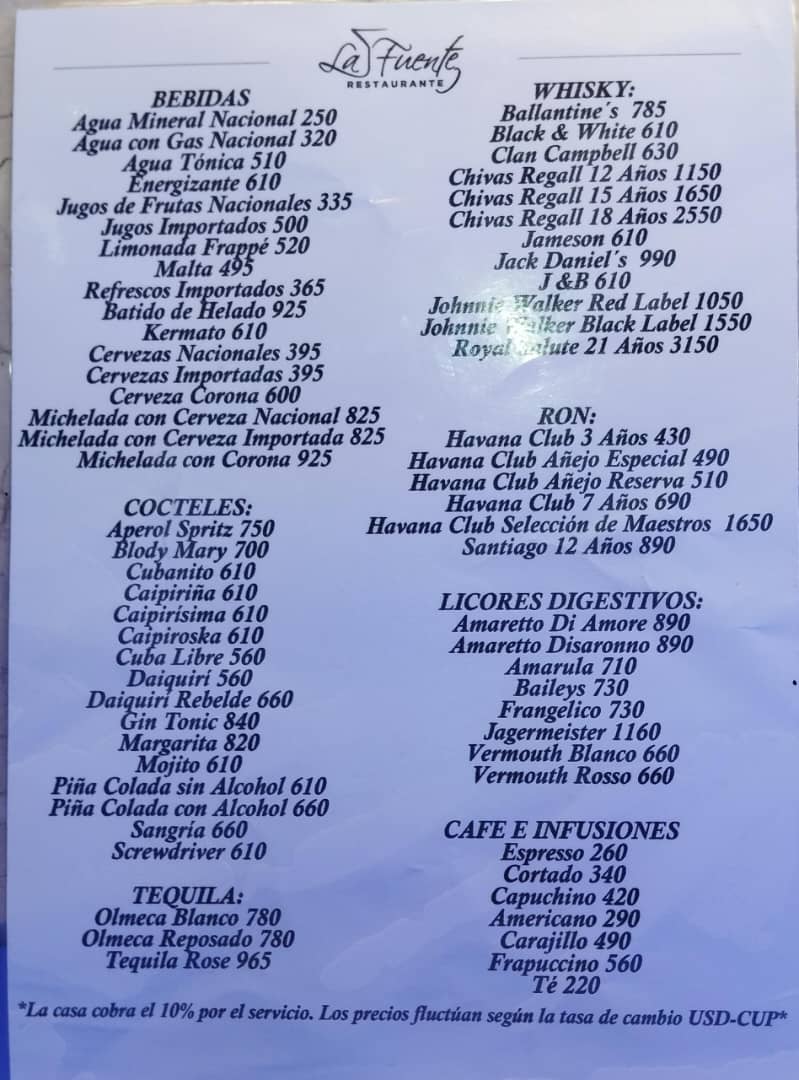 La Fuente
RESTAURANTE
BEBIDAS
Agua Mineral Nacional 250
Agua con Gas Nacional 320
Agua Tónica 510
Energizante 610
Jugos de Frutas Nacionales 335
Jugos Importados 500
Limonada Frappé 520
Malta 495
Refrescos Importados 365
Batido de Helado 925
Kermato 610
Cervezas Nacionales 395
Cervezas Importadas 395
Cerveza Corona 600
Michelada con Cerveza Nacional 825
Michelada con Cerveza Importada 825
Michelada con Corona 925
COCTELES:
Aperol Spritz 750
Blody Mary 700
Cubanito 610
Caipiriña 610
Caipirísima 610
Caipiroska 610
Cuba Libre 560
Daiquirí 560
Daiquirí Rebelde 660
Gin Tonic 840
Margarita 820
Mojito 610
Piña Colada sin Alcohol 610
Piña Colada con Alcohol 660
Sangría 660
Screwdriver 610
TEQUILA:
Olmeca Blanco 780
Olmeca Reposado 780
Tequila Rose 965
WHISKY:
Ballantine´s 785
Black & White 610
Clan Campbell 630
Chivas Regall 12 Años 1150
Chivas Regall 15 Años 1650
Chivas Regall 18 Años 2550
Jameson 610
Jack Daniel´s 990
J &B 610
Johnnie Walker Red Label 1050
Johnnie Walker Black Label 1550
Royal Salute 21 Años 3150
RON:
Havana Club 3 Años 430
Havana Club Añejo Especial 490
Havana Club Añejo Reserva 510
Havana Club 7 Años 690
Havana Club Selección de Maestros 1650
Santiago 12 Años 890
LICORES DIGESTIVOS:
Amaretto Di Amore 890
Amaretto Disaronno 890
Amarula 710
Baileys 730
Frangelico 730
Jagermeister 1160
Vermouth Blanco 660
Vermouth Rosso 660
CAFE E INFUSIONES
Espresso 260
Cortado 340
Capuchino 420
Americano 290
Carajillo 490
Frapuccino 560
Té 220
*La casa cobra el 10% por el servicio. Los precios fluctúan según la tasa de cambio USD-CUP*